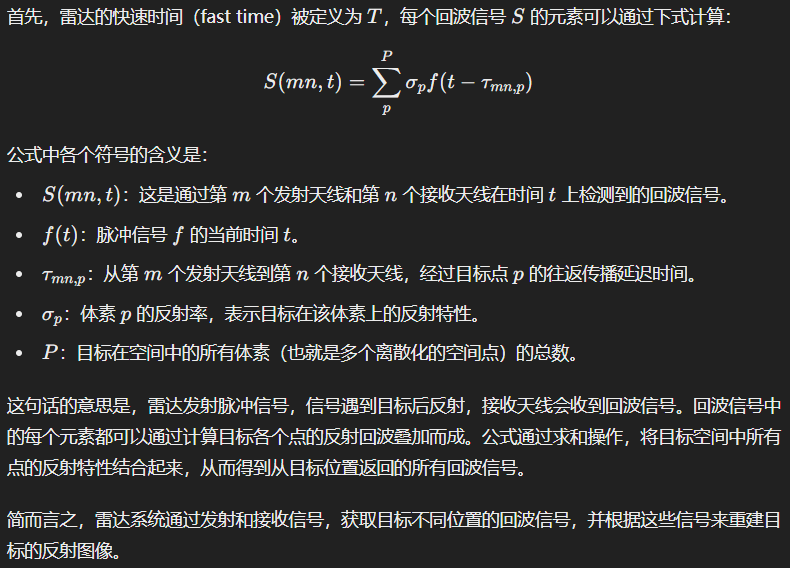 首先，雷达的快速时间（fast time）被定义为 T，每个回波信号 S 的元素可以通过下式计算：
S(mn, t) = ∑_{p}^{P} σ_p f(t − τ_{mn,p})
公式中各个符号的含义是：
• S(mn, t)：这是通过第 m 个发射天线和第 n 个接收天线在时间 t 上检测到的回波信号。
• f(t)：脉冲信号 f 的当前时间 t。
• τ_{mn,p}：从第 m 个发射天线到第 n 个接收天线，经过目标点 p 的往返传播延迟时间。
• σ_p：体素 p 的反射率，表示目标在该体素上的反射特性。
• P：目标在空间中的所有体素（也就是多个离散化的空间点）的总数。
这句话的意思是，雷达发射脉冲信号，信号遇到目标后反射，接收天线会收到回波信号。回波信号中
的每个元素都可以通过计算目标各个点的反射回波叠加而成。公式通过求和操作，将目标空间中所有
点的反射特性结合起来，从而得到从目标位置返回的所有回波信号。
简而言之，雷达系统通过发射和接收信号，获取目标不同位置的回波信号，并根据这些信号来重建目
标的反射图像。